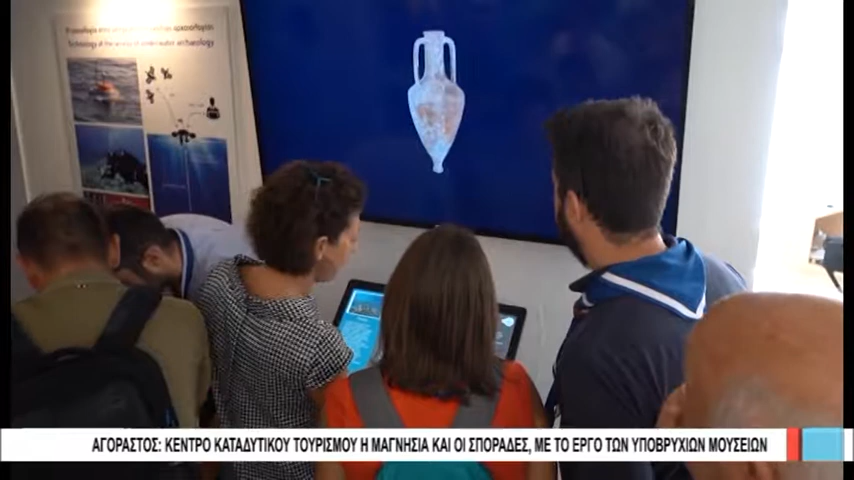 Technology at the service of underwater archaeology
ΑΓΟΡΑΣΤΟΣ: ΚΕΝΤΡΟ ΚΑΤΑΔΥΤΙΚΟΥ ΤΟΥΡΙΣΜΟΥ Η ΜΑΓΝΗΣΙΑ ΚΑΙ ΟΙ ΣΠΟΡΑΔΕΣ, ΜΕ ΤΟ ΕΡΓΟ ΤΩΝ ΥΠΟΒΡΥΧΙΩΝ ΜΟΥΣΕΙΩΝ